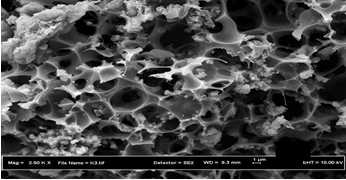 1 µm
Mag = 2.50 K X File Name = K3.tif Detector = SE2 WD = 9.3 mm EHT = 10.00 kV